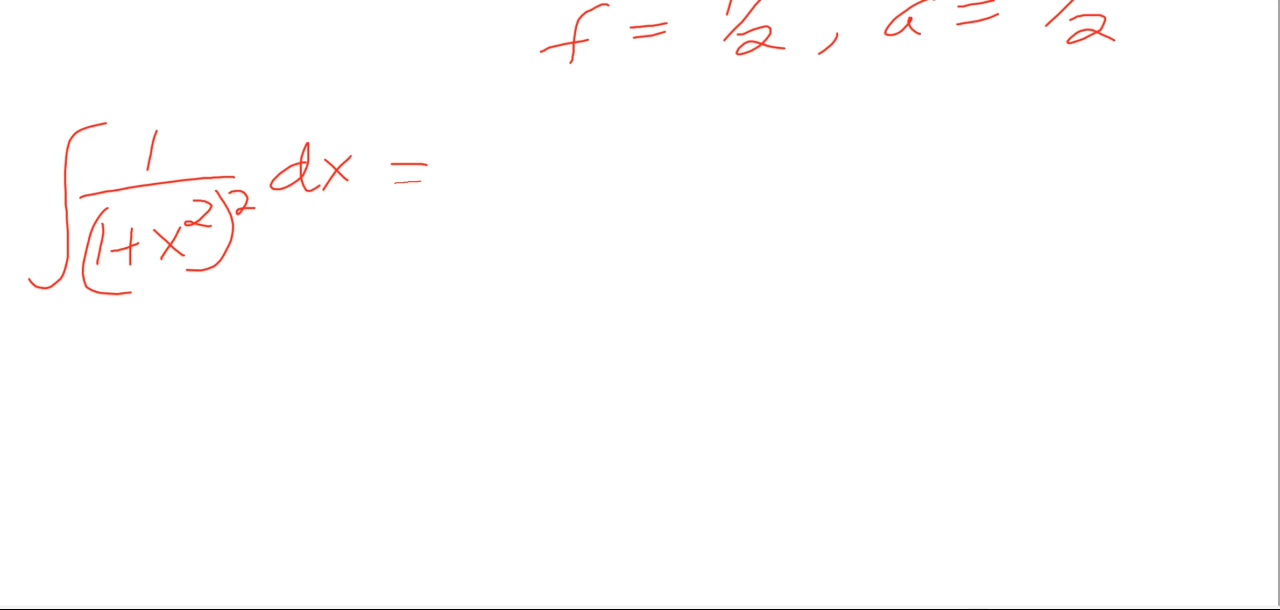 f = 1/2 , a = 1/2
∫ 1/(1+x²)² dx =